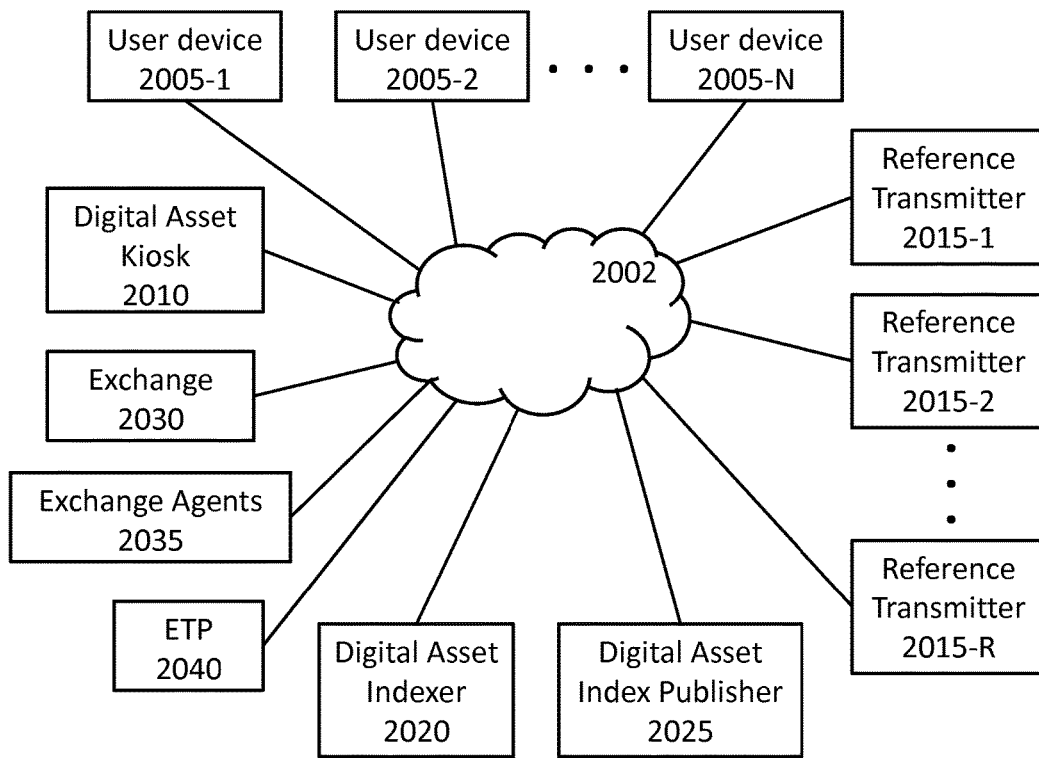 User device
2005-1
User device
2005-2
. . .
User device
2005-N
Reference
Transmitter
2015-1
Digital Asset
Kiosk
2010
2002
Reference
Transmitter
2015-2
Exchange
2030
Exchange Agents
2035
Reference
Transmitter
2015-R
ETP
2040
Digital Asset
Indexer
2020
Digital Asset
Index Publisher
2025